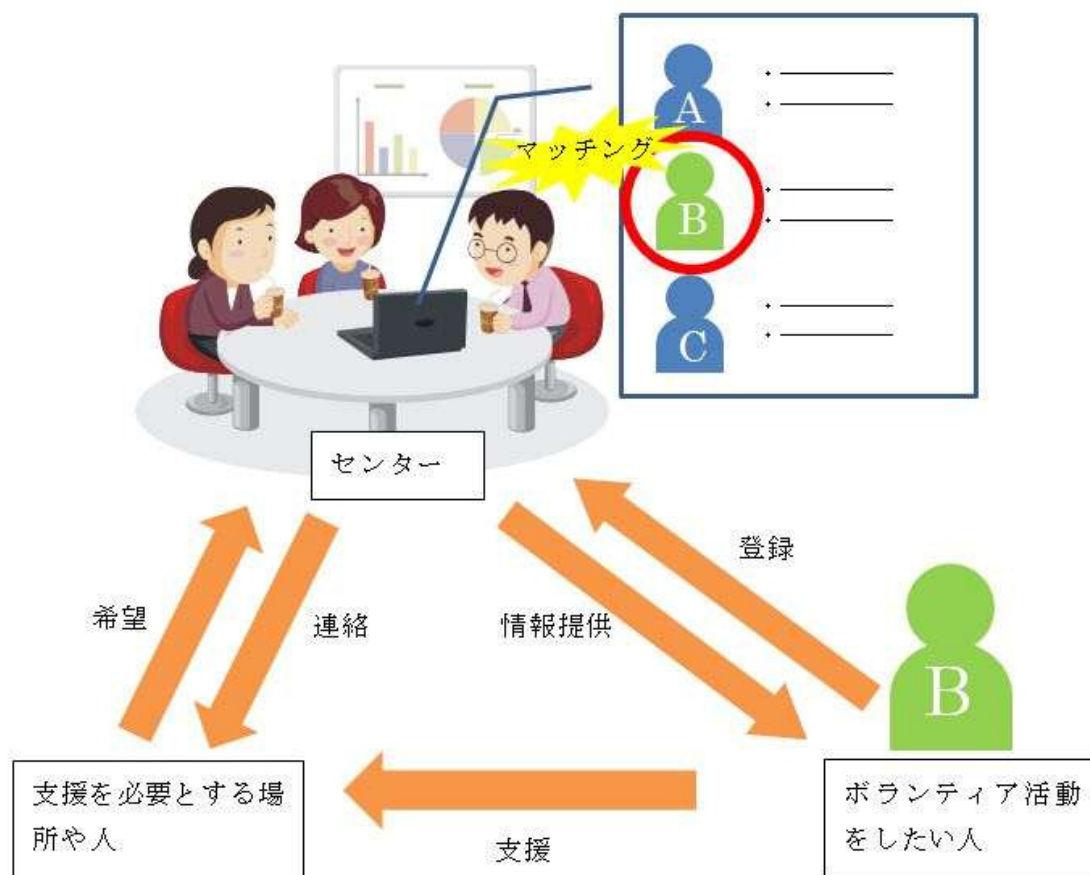 A
マッチング
B
C
センター
登録
希望
連絡
情報提供
B
支援を必要とする場
所や人
ボランティア活動
をしたい人
支援